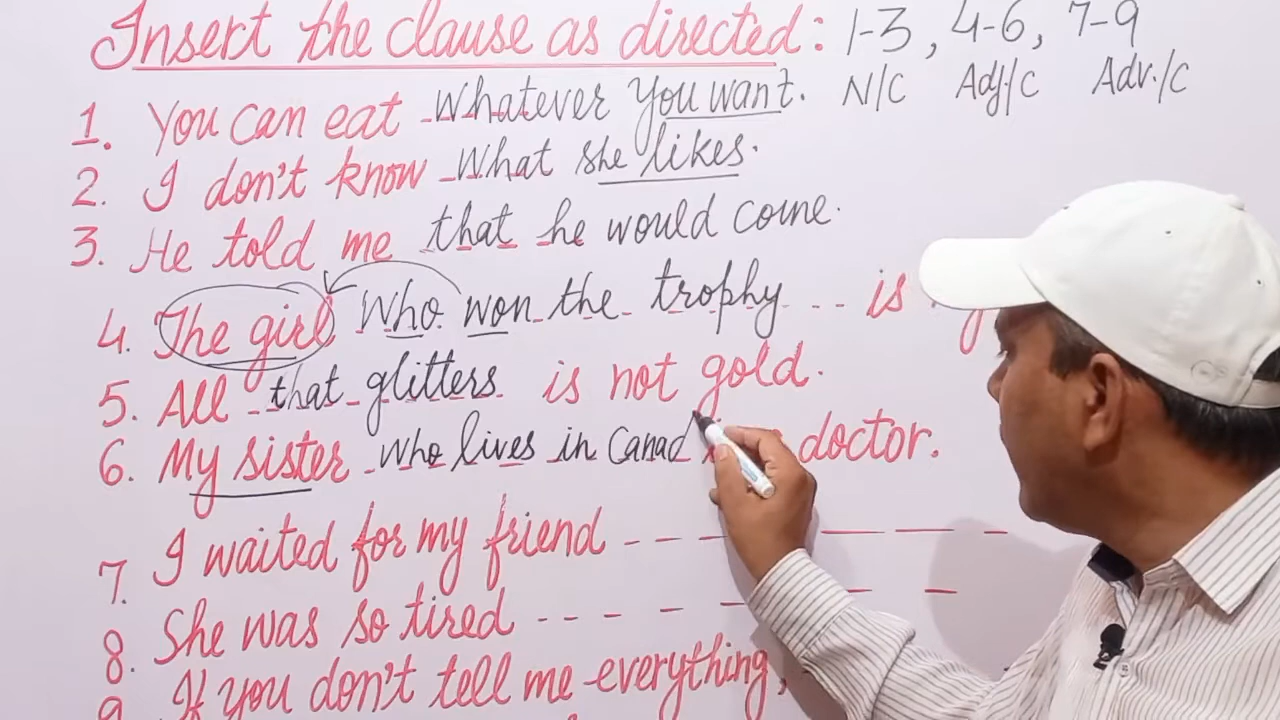 Insert the clause as directed: 1-3, 4-6, 7-9
N/C Adj./C Adv./C
1. You can eat whatever you want.
2. I don't know what she likes.
3. He told me that he would come.
4. The girl who won the trophy is
5. All that glitters is not gold.
6. My sister who lives in Canad doctor.
7. I waited for my friend
8. She was so tired
9. If you don't tell me everything,